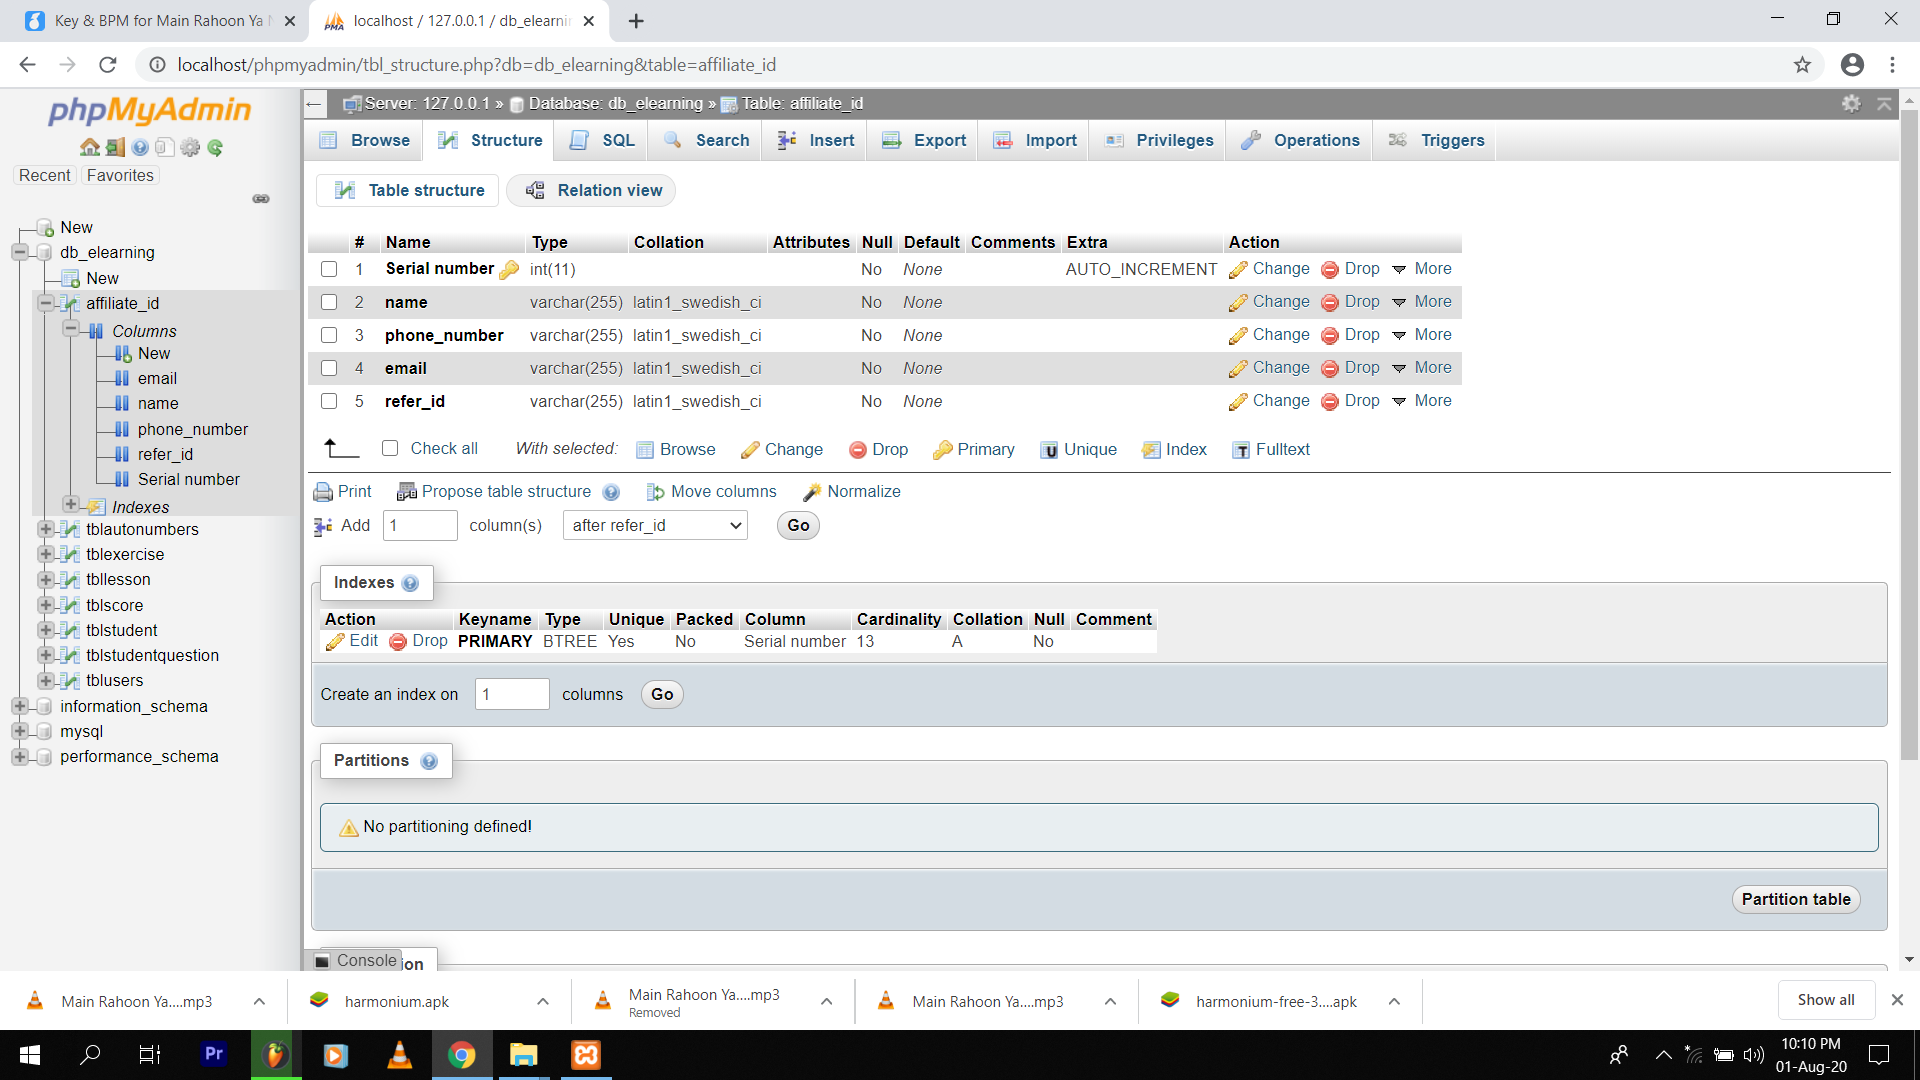 Key & BPM for Main Rahoon Ya
localhost / 127.0.0.1 / db_elearnin
localhost/phpmyadmin/tbl_structure.php?db=db_elearning&table=affiliate_id
phpMyAdmin
Recent Favorites
New
db_elearning
New
affiliate_id
Columns
New
email
name
phone_number
refer_id
Serial number
Indexes
tblautonumbers
tblexercise
tbllesson
tblscore
tblstudent
tblstudentquestion
tblusers
information_schema
mysql
performance_schema
Server: 127.0.0.1 » Database: db_elearning » Table: affiliate_id
Browse Structure SQL Search Insert Export Import Privileges Operations Triggers
Table structure Relation view
# Name Type Collation Attributes Null Default Comments Extra Action
1 Serial number int(11) No None AUTO_INCREMENT Change Drop More
2 name varchar(255) latin1_swedish_ci No None Change Drop More
3 phone_number varchar(255) latin1_swedish_ci No None Change Drop More
4 email varchar(255) latin1_swedish_ci No None Change Drop More
5 refer_id varchar(255) latin1_swedish_ci No None Change Drop More
Check all With selected: Browse Change Drop Primary Unique Index Fulltext
Print Propose table structure Move columns Normalize
Add 1 column(s) after refer_id Go
Indexes
Action Keyname Type Unique Packed Column Cardinality Collation Null Comment
Edit Drop PRIMARY BTREE Yes No Serial number 13 A No
Create an index on 1 columns Go
Partitions
No partitioning defined!
Partition table
Console ion
Main Rahoon Ya....mp3
harmonium.apk
Main Rahoon Ya....mp3
Removed
Main Rahoon Ya....mp3
harmonium-free-3....apk
Show all
Pr
10:10 PM
01-Aug-20